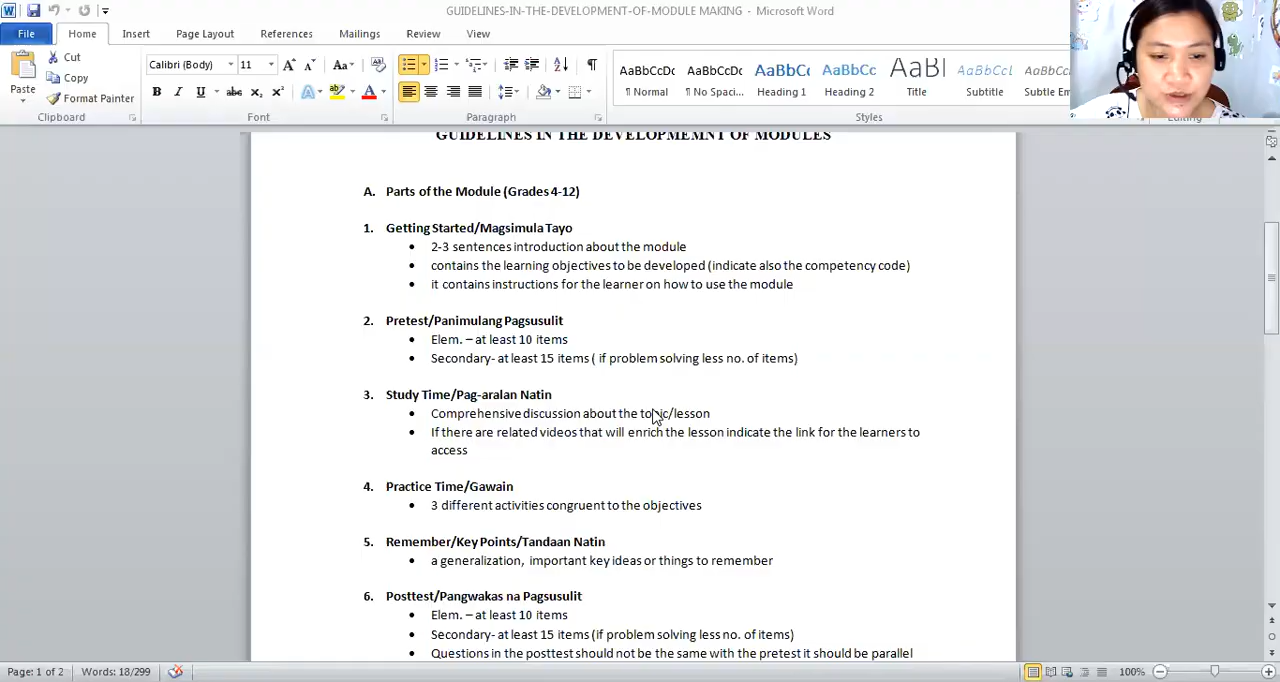 GUIDELINES-IN-THE-DEVELOPMENT-OF-MODULE MAKING - Microsoft Word
File Home Insert Page Layout References Mailings Review View
Cut
Copy
Format Painter
Paste
Calibri (Body) 11
AaBbCcDc AaBbCcDc AaBbCc AaBbCc AaBl AaBbCcL AaBbCc
¶ Normal ¶ No Spaci... Heading 1 Heading 2 Title Subtitle Subtle Em
Clipboard Font Paragraph Styles Editing
GUIDELINES IN THE DEVELOPMEMNT OF MODULES
A. Parts of the Module (Grades 4-12)
1. Getting Started/Magsimula Tayo
• 2-3 sentences introduction about the module
• contains the learning objectives to be developed (indicate also the competency code)
• it contains instructions for the learner on how to use the module
2. Pretest/Panimulang Pagsusulit
• Elem. – at least 10 items
• Secondary- at least 15 items ( if problem solving less no. of items)
3. Study Time/Pag-aralan Natin
• Comprehensive discussion about the topic/lesson
• If there are related videos that will enrich the lesson indicate the link for the learners to
access
4. Practice Time/Gawain
• 3 different activities congruent to the objectives
5. Remember/Key Points/Tandaan Natin
• a generalization, important key ideas or things to remember
6. Posttest/Pangwakas na Pagsusulit
• Elem. – at least 10 items
• Secondary- at least 15 items (if problem solving less no. of items)
• Questions in the posttest should not be the same with the pretest it should be parallel
Page: 1 of 2 Words: 18/299 100%